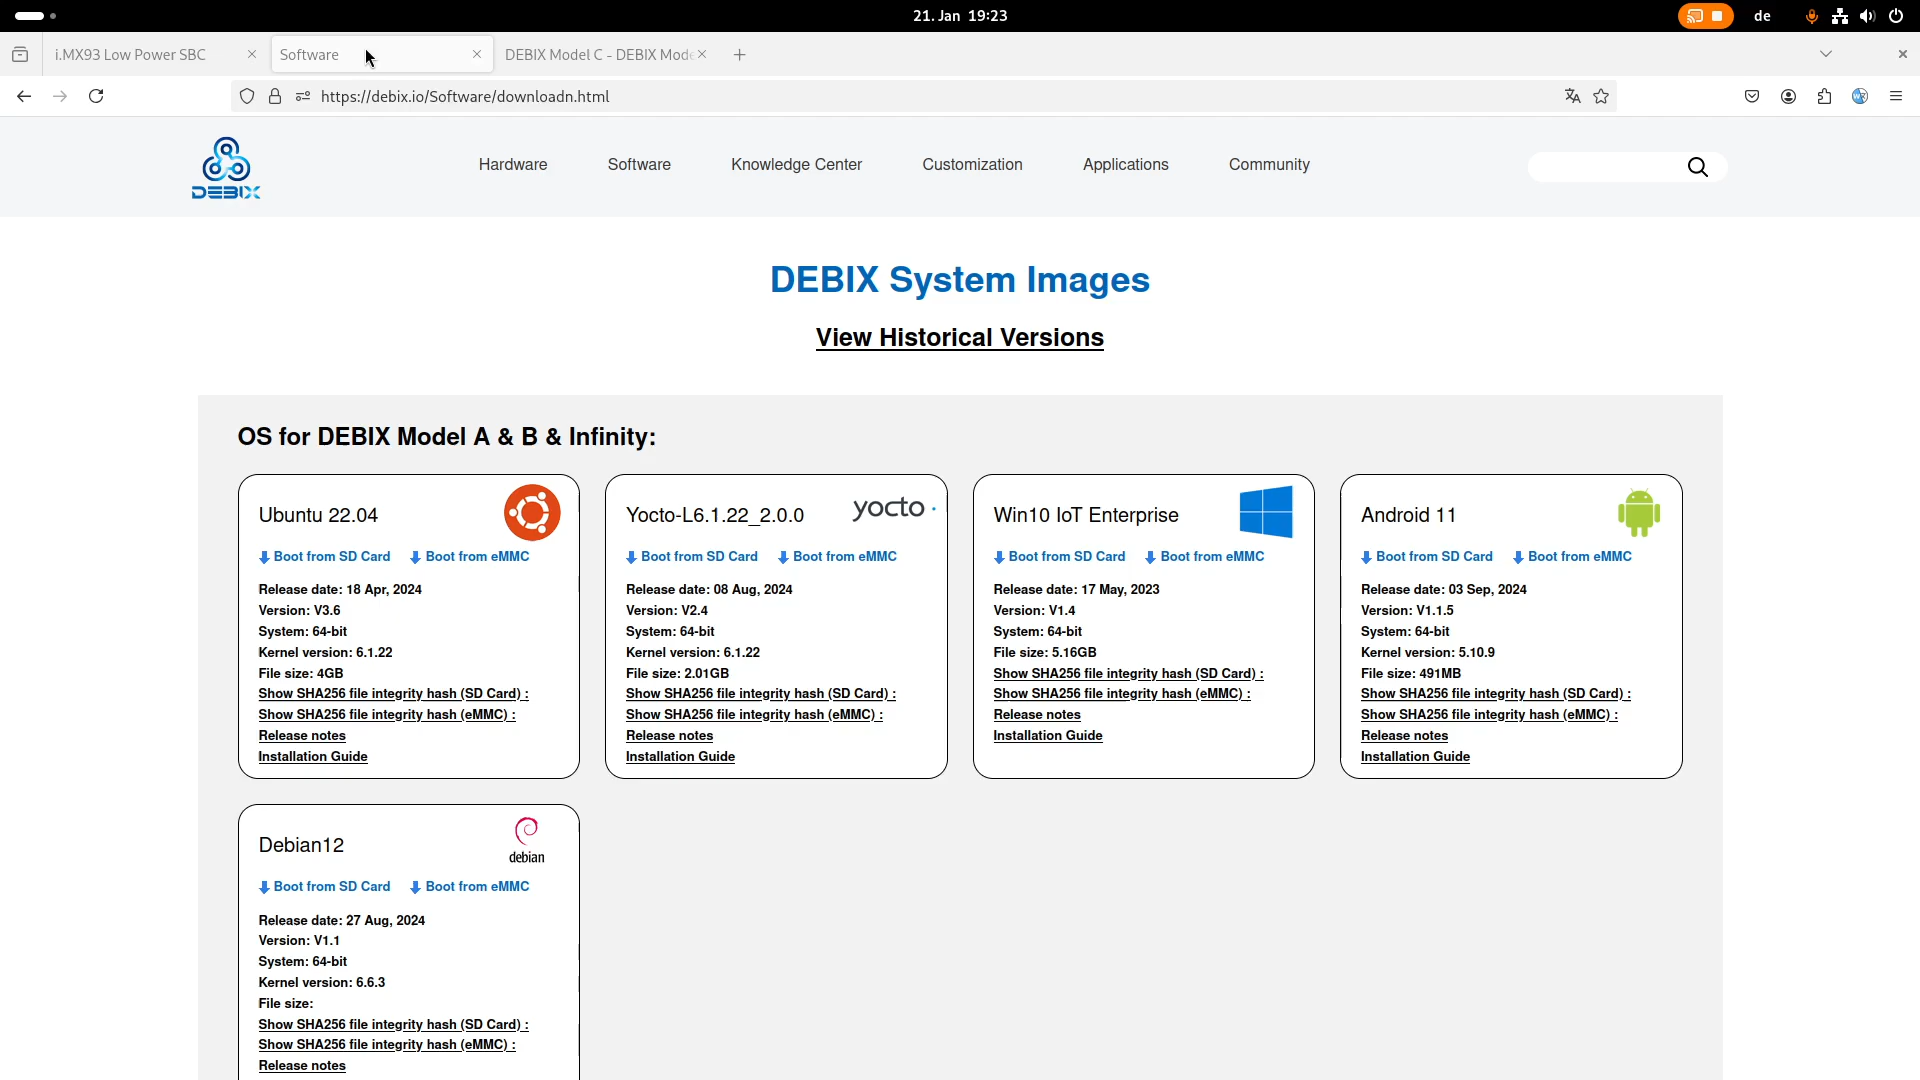 21. Jan 19:23
de
i.MX93 Low Power SBC
Software
DEBIX Model C - DEBIX Mode
https://debix.io/Software/downloadn.html
DEBIX
Hardware
Software
Knowledge Center
Customization
Applications
Community
DEBIX System Images
View Historical Versions
OS for DEBIX Model A & B & Infinity:
Ubuntu 22.04
Boot from SD Card
Boot from eMMC
Release date: 18 Apr, 2024
Version: V3.6
System: 64-bit
Kernel version: 6.1.22
File size: 4GB
Show SHA256 file integrity hash (SD Card) :
Show SHA256 file integrity hash (eMMC) :
Release notes
Installation Guide
Yocto-L6.1.22_2.0.0
yocto
Boot from SD Card
Boot from eMMC
Release date: 08 Aug, 2024
Version: V2.4
System: 64-bit
Kernel version: 6.1.22
File size: 2.01GB
Show SHA256 file integrity hash (SD Card) :
Show SHA256 file integrity hash (eMMC) :
Release notes
Installation Guide
Win10 IoT Enterprise
Boot from SD Card
Boot from eMMC
Release date: 17 May, 2023
Version: V1.4
System: 64-bit
File size: 5.16GB
Show SHA256 file integrity hash (SD Card) :
Show SHA256 file integrity hash (eMMC) :
Release notes
Installation Guide
Android 11
Boot from SD Card
Boot from eMMC
Release date: 03 Sep, 2024
Version: V1.1.5
System: 64-bit
Kernel version: 5.10.9
File size: 491MB
Show SHA256 file integrity hash (SD Card) :
Show SHA256 file integrity hash (eMMC) :
Release notes
Installation Guide
Debian12
debian
Boot from SD Card
Boot from eMMC
Release date: 27 Aug, 2024
Version: V1.1
System: 64-bit
Kernel version: 6.6.3
File size:
Show SHA256 file integrity hash (SD Card) :
Show SHA256 file integrity hash (eMMC) :
Release notes